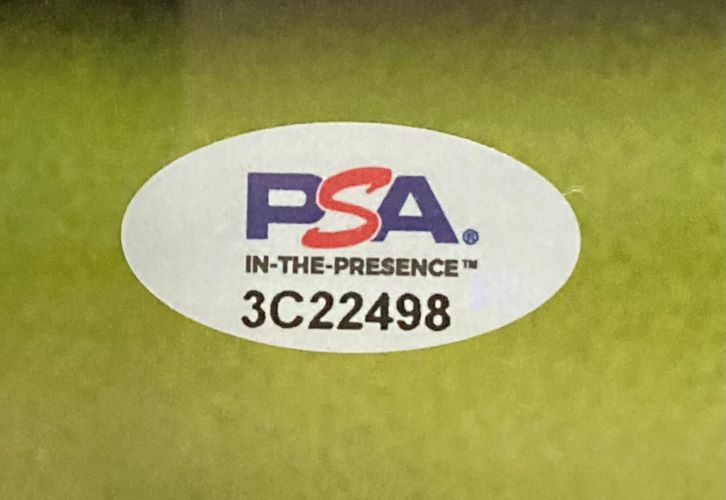 PSA®
IN-THE-PRESENCE™
3C22498